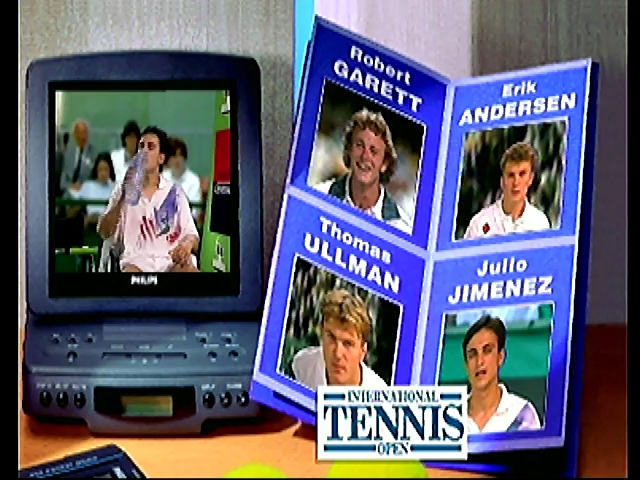 Robert
GARETT
Erik
ANDERSEN
Thomas
ULLMAN
Julio
JIMENEZ
PHILIPS
INTERNATIONAL
TENNIS
OPEN